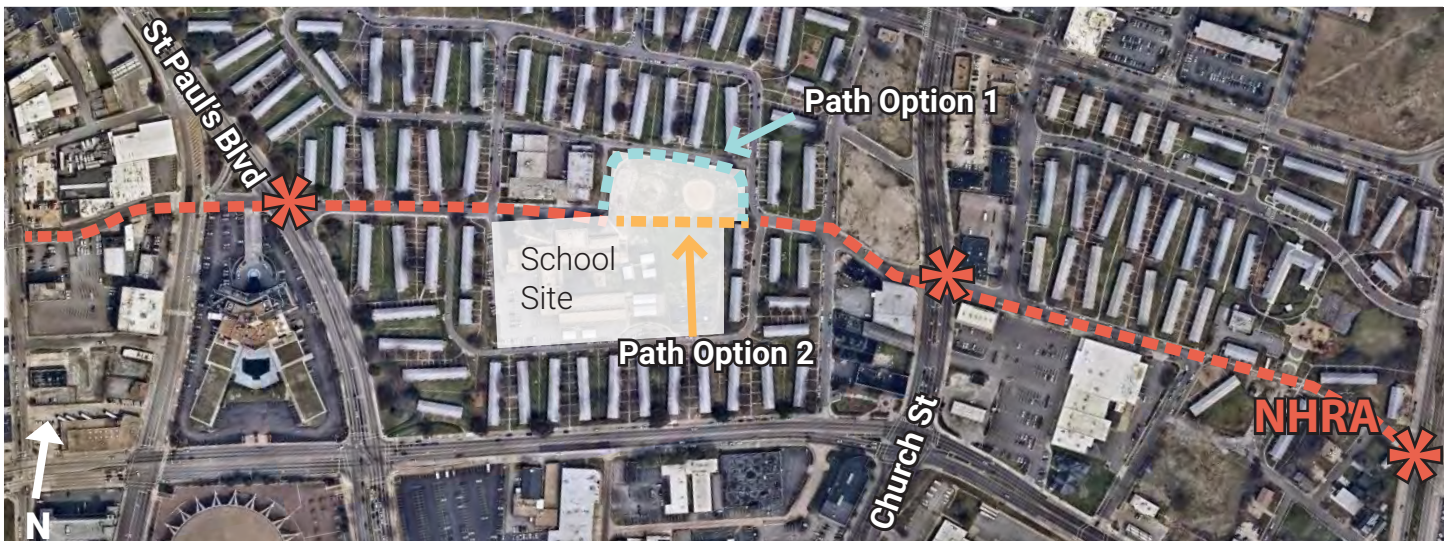 St Paul's Blvd
Path Option 1
School
Site
Path Option 2
Church St
NHRA
N